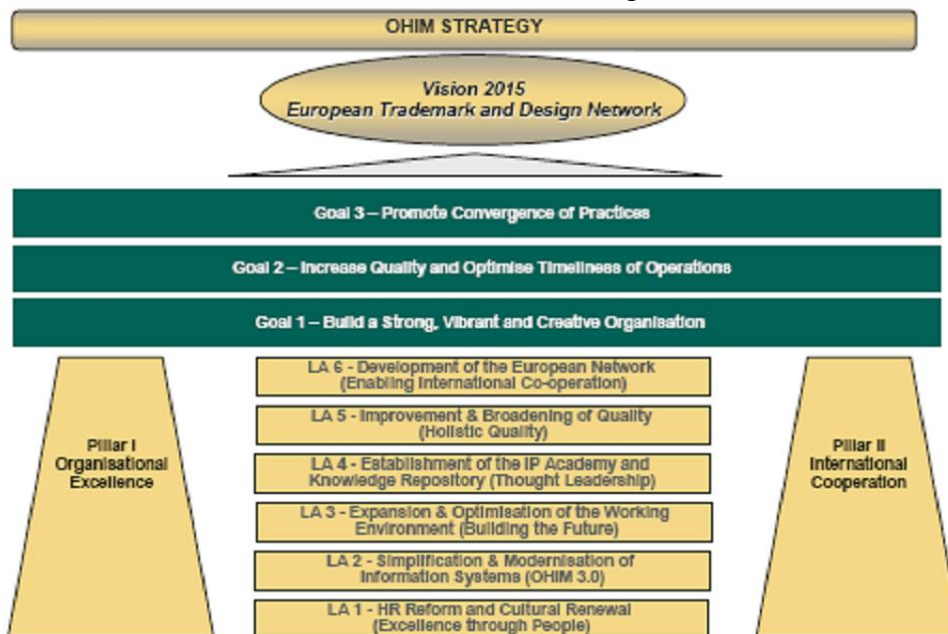 OHIM STRATEGY
Vision 2015
European Trademark and Design Network
Goal 3 – Promote Convergence of Practices
Goal 2 – Increase Quality and Optimise Timeliness of Operations
Goal 1 – Build a Strong, Vibrant and Creative Organisation
Pillar I
Organisational
Excellence
LA 6 - Development of the European Network
(Enabling International Co-operation)
LA 5 - Improvement & Broadening of Quality
(Holistic Quality)
LA 4 - Establishment of the IP Academy and
Knowledge Repository (Thought Leadership)
LA 3 - Expansion & Optimisation of the Working
Environment (Building the Future)
LA 2 - Simplification & Modernisation of
Information Systems (OHIM 3.0)
LA 1 - HR Reform and Cultural Renewal
(Excellence through People)
Pillar II
International
Cooperation